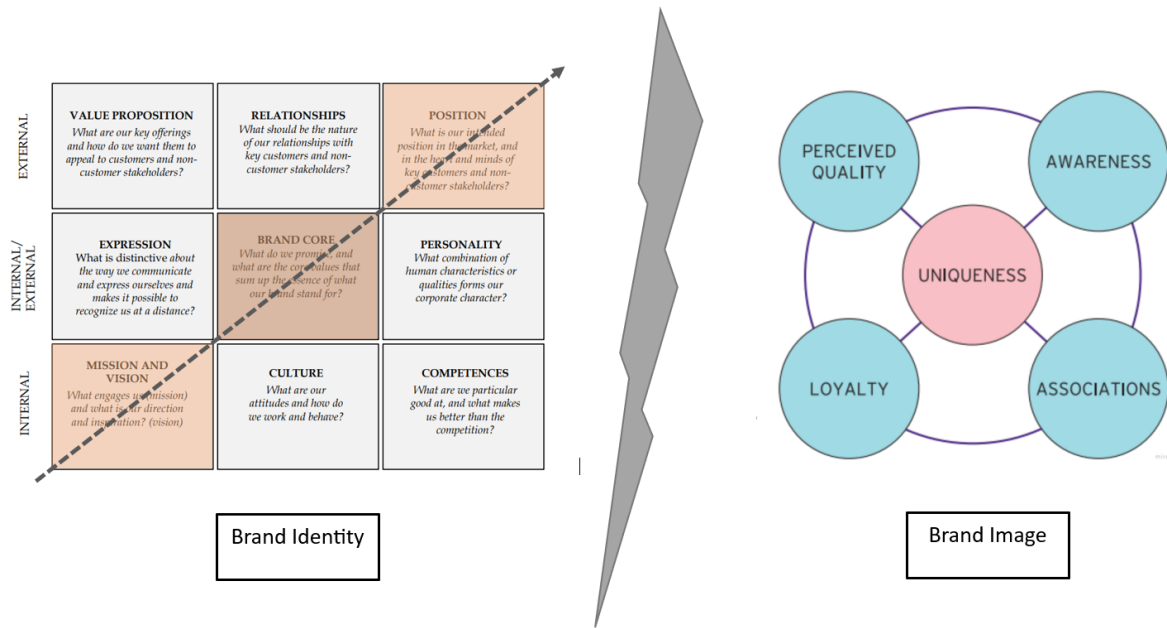 EXTERNAL
VALUE PROPOSITION
What are our key offerings
and how do we want them to
appeal to customers and non-
customer stakeholders?
RELATIONSHIPS
What should be the nature
of our relationships with
key customers and non-
customer stakeholders?
POSITION
What is our intended
position in the market, and
in the heart and minds of
key customers and non-
customer stakeholders?
INTERNAL/
EXTERNAL
EXPRESSION
What is distinctive about
the way we communicate
and express ourselves and
makes it possible to
recognize us at a distance?
BRAND CORE
What do we promise, and
what are the core values that
sum up the essence of what
our brand stand for?
PERSONALITY
What combination of
human characteristics or
qualities forms our
corporate character?
INTERNAL
MISSION AND
VISION
What engages us (mission)
and what is our direction
and inspiration? (vision)
CULTURE
What are our
attitudes and how do
we work and behave?
COMPETENCES
What are we particular
good at, and what makes
us better than the
competition?
Brand Identity
PERCEIVED
QUALITY
AWARENESS
UNIQUENESS
LOYALTY
ASSOCIATIONS
Brand Image